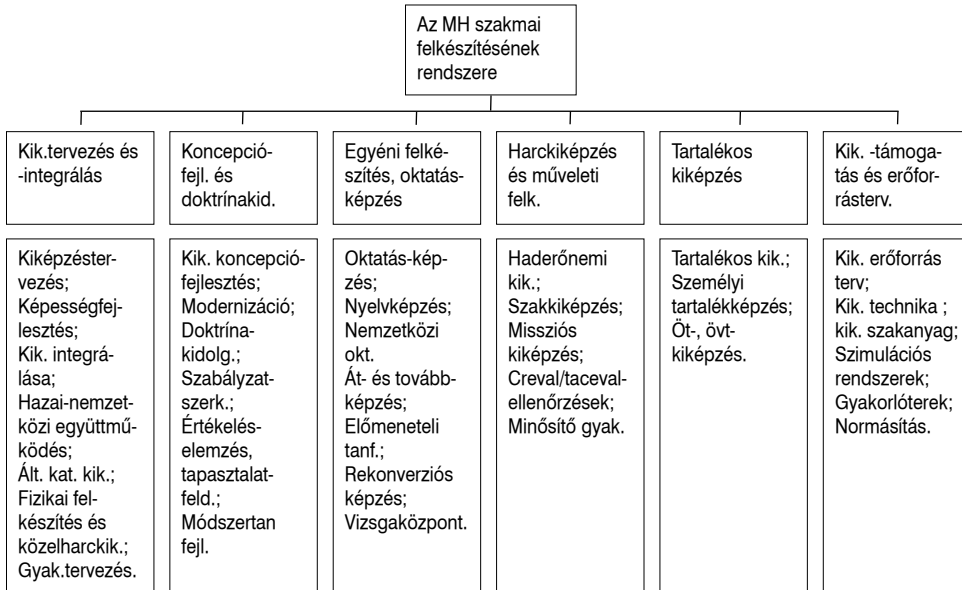 Az MH szakmai
felkészítésének
rendszere
Kik.tervezés és
-integrálás
Koncepció-
fejl. és
doktrínakid.
Egyéni felké-
szítés, oktatás-
képzés
Harckiképzés
és műveleti
felk.
Tartalékos
kiképzés
Kik. -támoga-
tás és erőfor-
rásterv.
Kiképzéster-
vezés;
Képességfej-
lesztés;
Kik. integrá-
lása;
Hazai-nemzet-
közi együttmű-
ködés;
Ált. kat. kik.;
Fizikai fel-
készítés és
közelharckik.;
Gyak.tervezés.
Kik. koncepció-
fejlesztés;
Modernizáció;
Doktrína-
kidolg.;
Szabályzat-
szerk.;
Értékelés-
elemzés,
tapasztalat-
feld.;
Módszertan
fejl.
Oktatás-kép-
zés;
Nyelvképzés;
Nemzetközi
okt.
Át- és tovább-
képzés;
Előmeneteli
tanf.;
Rekonverziós
képzés;
Vizsgaközpont.
Haderőnemi
kik.;
Szakkiképzés;
Missziós
kiképzés;
Creval/taceval-
ellenőrzések;
Minősítő gyak.
Tartalékos kik.;
Személyi
tartalékképzés;
Öt-, övt-
kiképzés.
Kik. erőforrás
terv;
Kik. technika ;
kik. szakanyag;
Szimulációs
rendszerek;
Gyakorlóterek;
Normásítás.